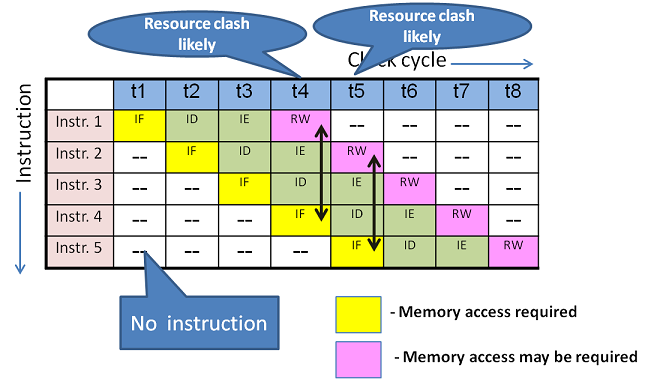 Resource clash
likely
Resource clash
likely
Clock cycle
Instruction
t1 t2 t3 t4 t5 t6 t7 t8
Instr. 1 IF ID IE RW -- -- -- --
Instr. 2 -- IF ID IE RW -- -- --
Instr. 3 -- -- IF ID IE RW -- --
Instr. 4 -- -- -- IF ID IE RW --
Instr. 5 -- -- -- -- IF ID IE RW
No instruction
- Memory access required
- Memory access may be required